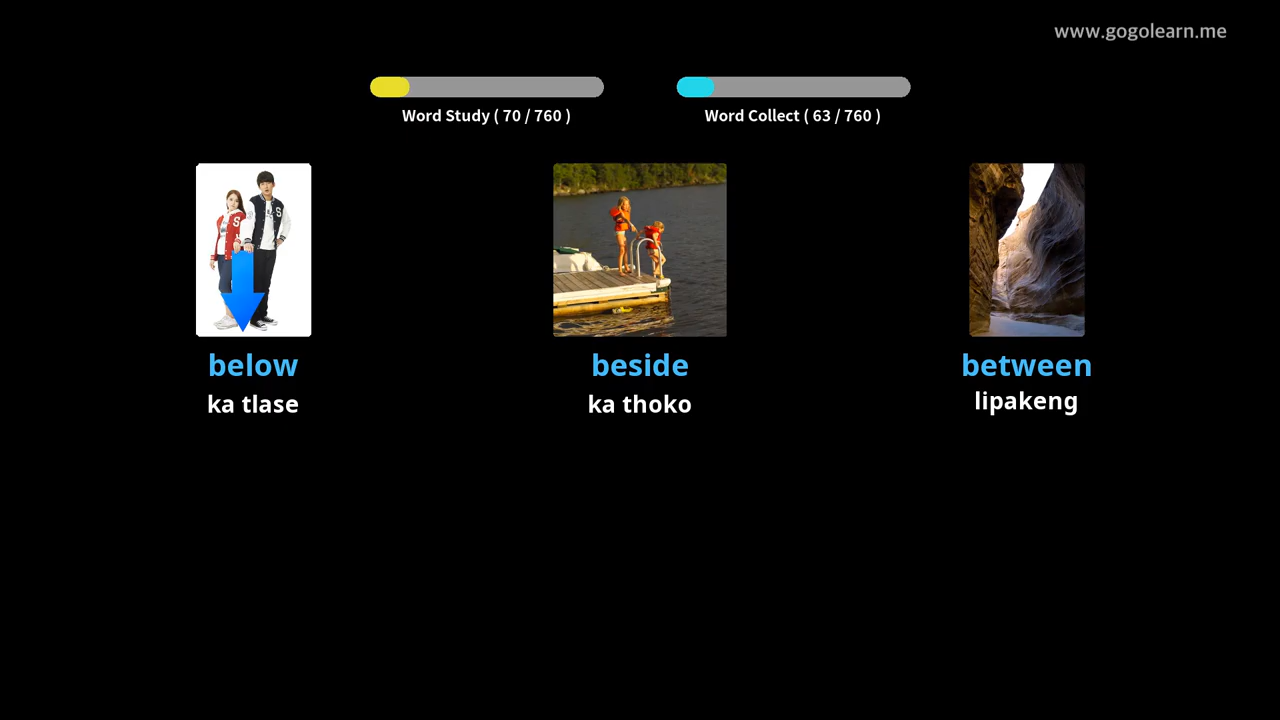 www.gogolearn.me
Word Study ( 70 / 760 )
Word Collect ( 63 / 760 )
S
S
below
beside
between
ka tlase
ka thoko
lipakeng